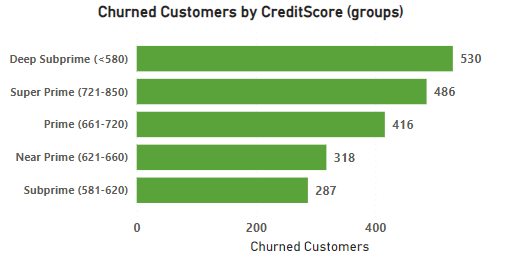 Churned Customers by CreditScore (groups)
Deep Subprime (<580) 530
Super Prime (721-850) 486
Prime (661-720) 416
Near Prime (621-660) 318
Subprime (581-620) 287
0 200 400
Churned Customers